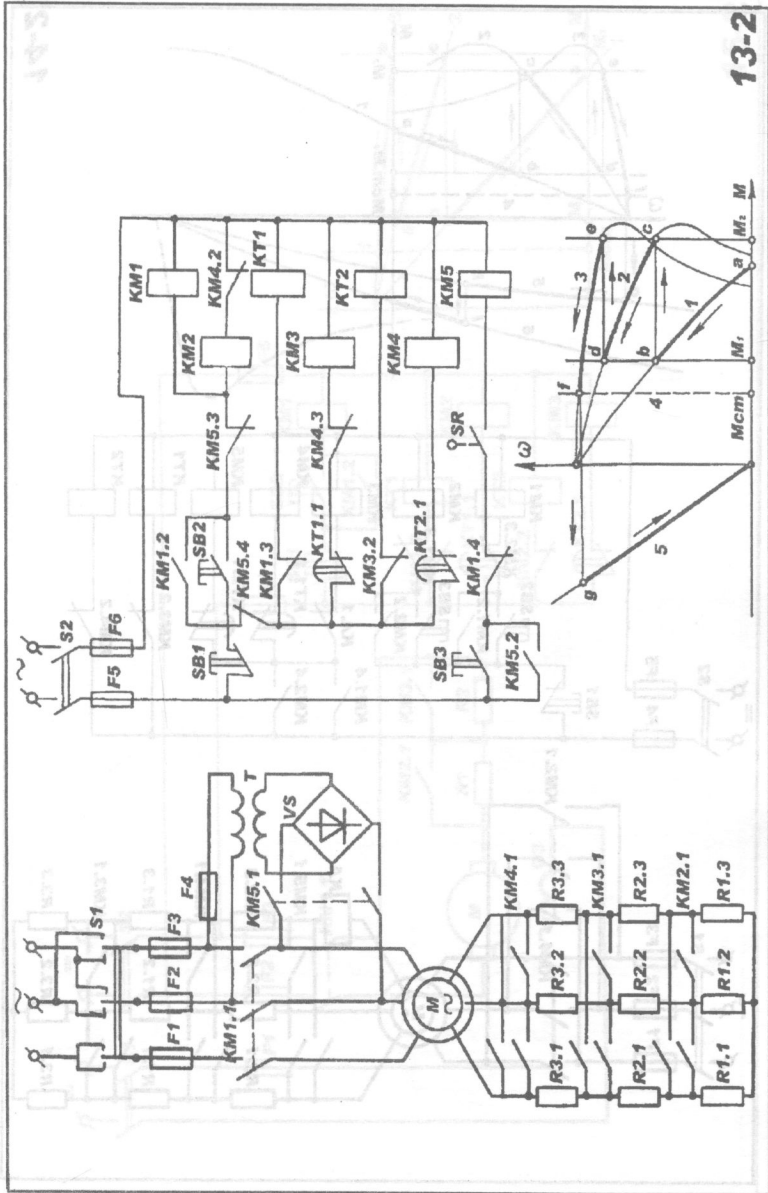 ~
S1
F1
F2
F3
F4
T
VS
KM1.1
KM5.1
M
~
KM4.1
R3.1
R3.2
R3.3
KM3.1
R2.1
R2.2
R2.3
KM2.1
R1.1
R1.2
R1.3
~
S2
F5
F6
KM1.2
SB1
SB2
KM5.3
KM1
KM2
KM4.2
KM5.4
KM1.3
KT1
KT1.1
KM4.3
KM3
KM3.2
KT2
KT2.1
KM4
SB3
KM1.4
SR
KM5
KM5.2
ω
g
f
3
e
d
2
c
b
1
a
5
4
Mст
M₁
M₂
M
13-2